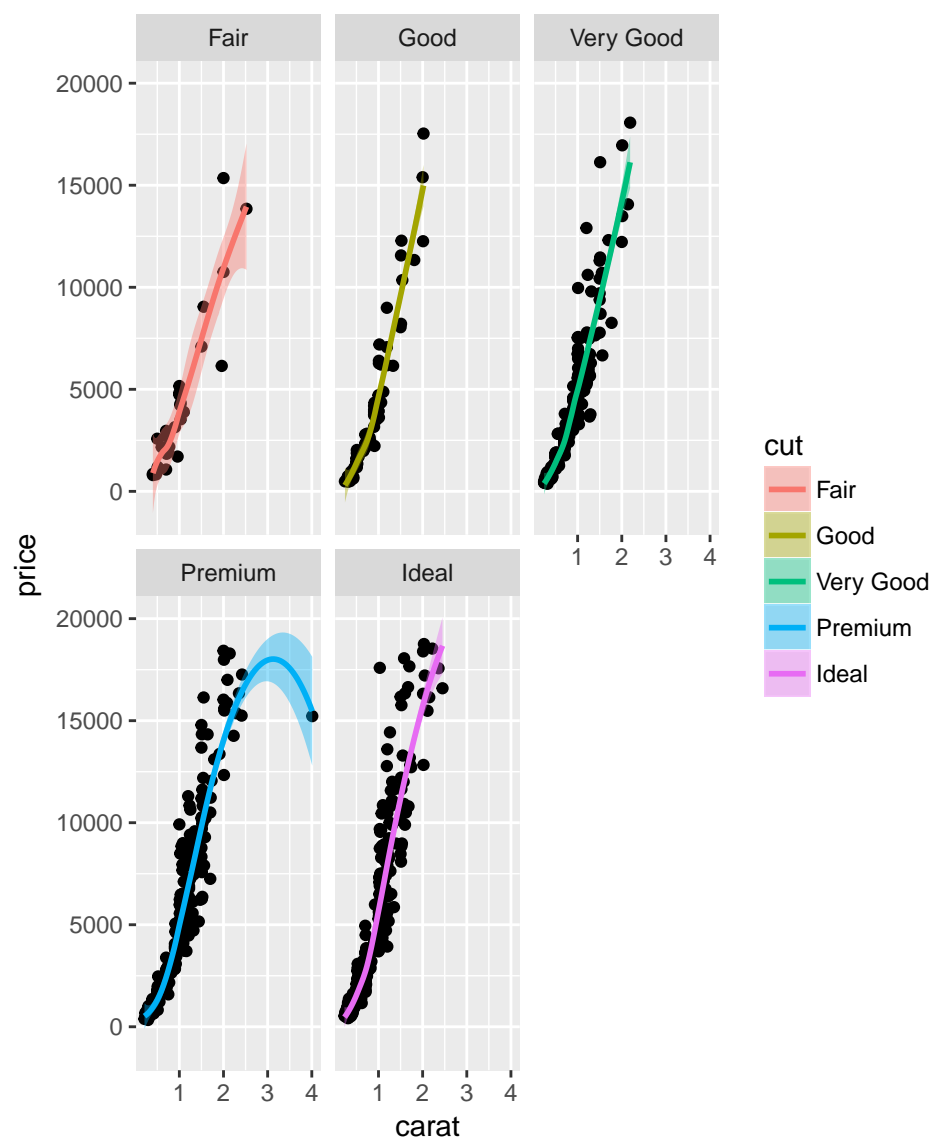 Fair
Good
Very Good
20000
15000
10000
5000
0
1 2 3 4
price
Premium
Ideal
20000
15000
10000
5000
0
1 2 3 4
1 2 3 4
carat
cut
Fair
Good
Very Good
Premium
Ideal